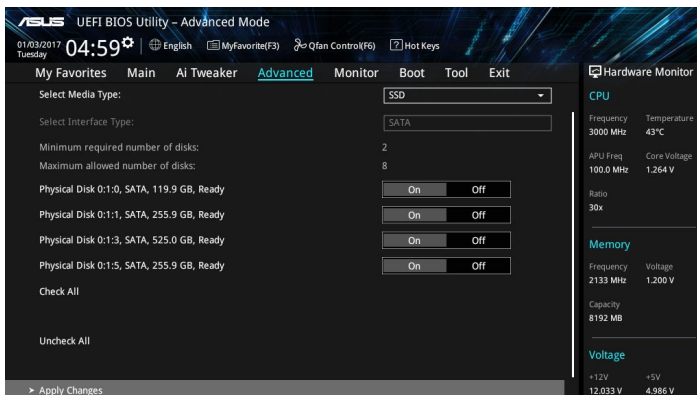 ASUS UEFI BIOS Utility – Advanced Mode
01/03/2017 Tuesday 04:59 English MyFavorite(F3) Qfan Control(F6) ? Hot Keys
My Favorites Main Ai Tweaker Advanced Monitor Boot Tool Exit
Select Media Type: SSD
Select Interface Type: SATA
Minimum required number of disks: 2
Maximum allowed number of disks: 8
Physical Disk 0:1:0, SATA, 119.9 GB, Ready On Off
Physical Disk 0:1:1, SATA, 255.9 GB, Ready On Off
Physical Disk 0:1:3, SATA, 525.0 GB, Ready On Off
Physical Disk 0:1:5, SATA, 255.9 GB, Ready On Off
Check All
Uncheck All
> Apply Changes
Hardware Monitor
CPU
Frequency Temperature
3000 MHz 43°C
APU Freq Core Voltage
100.0 MHz 1.264 V
Ratio
30x
Memory
Frequency Voltage
2133 MHz 1.200 V
Capacity
8192 MB
Voltage
+12V +5V
12.033 V 4.986 V